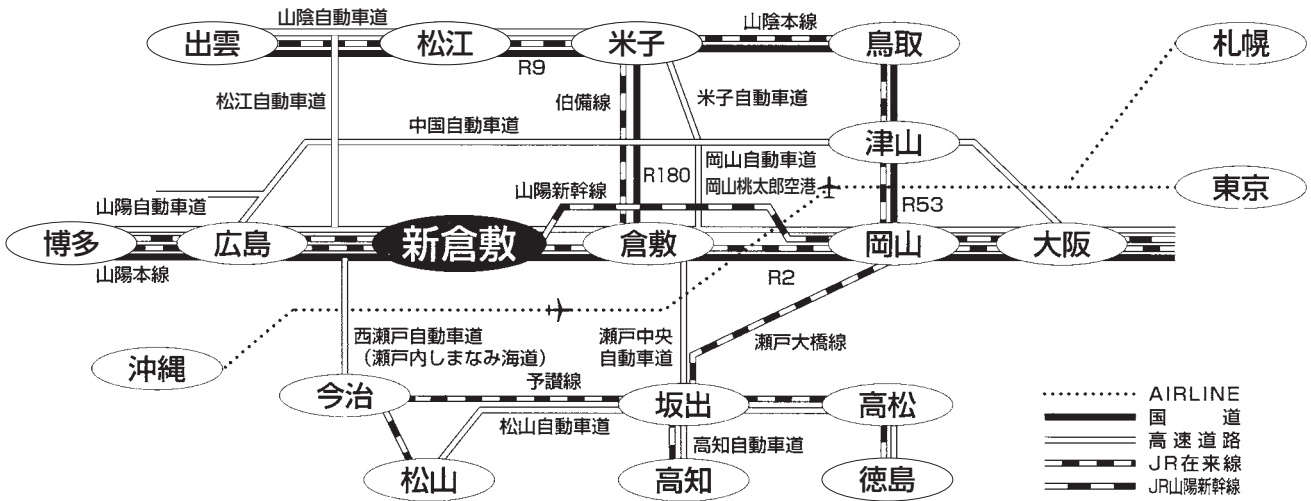 山陰自動車道
山陰本線
出雲
松江
米子
鳥取
札幌
R9
松江自動車道
伯備線
米子自動車道
中国自動車道
津山
岡山自動車道
R180
山陽新幹線
岡山桃太郎空港
東京
山陽自動車道
R53
博多
広島
新倉敷
倉敷
岡山
大阪
山陽本線
R2
西瀬戸自動車道
(瀬戸内しまなみ海道)
瀬戸中央
自動車道
瀬戸大橋線
沖縄
予讃線
今治
坂出
高松
松山自動車道
高知自動車道
松山
高知
徳島
AIRLINE
国道
高速道路
JR在来線
JR山陽新幹線